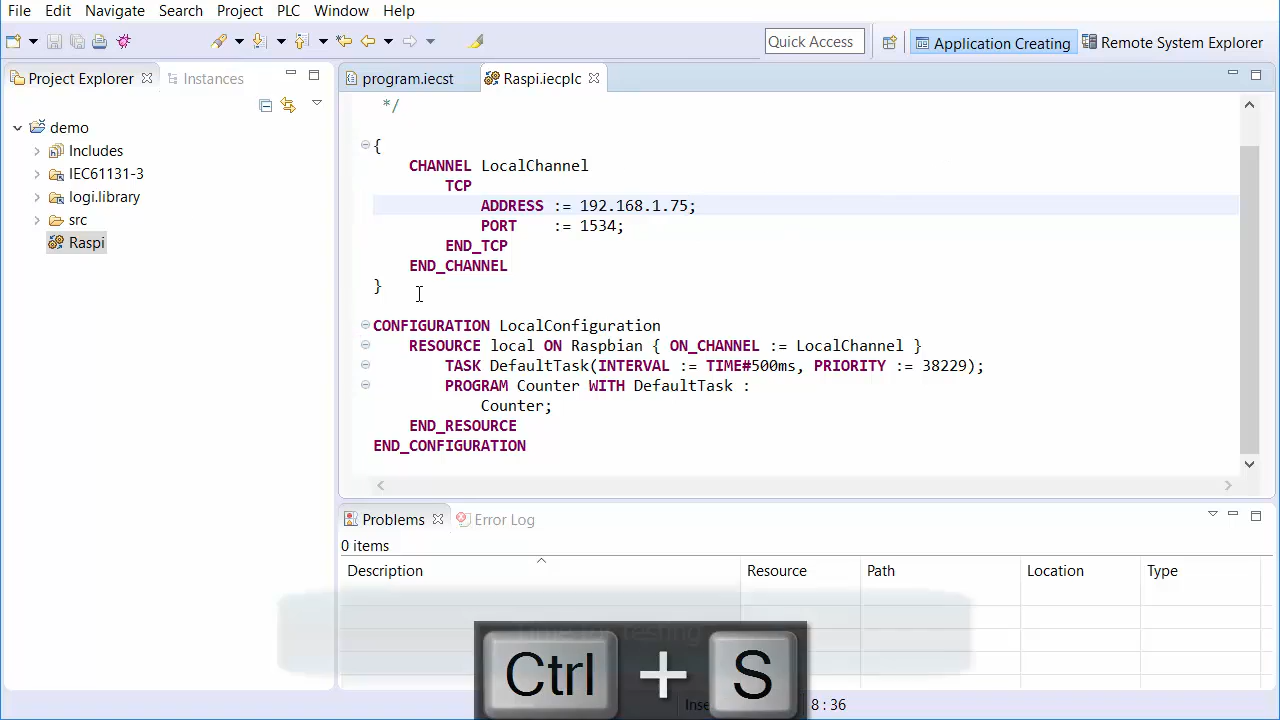 File Edit Navigate Search Project PLC Window Help
Quick Access
Application Creating
Remote System Explorer
Project Explorer
Instances
program.iecst
Raspi.iecplc
demo
Includes
IEC61131-3
logi.library
src
Raspi
*/
{
CHANNEL LocalChannel
TCP
ADDRESS := 192.168.1.75;
PORT := 1534;
END_TCP
END_CHANNEL
}
CONFIGURATION LocalConfiguration
RESOURCE local ON Raspbian { ON_CHANNEL := LocalChannel }
TASK DefaultTask(INTERVAL := TIME#500ms, PRIORITY := 38229);
PROGRAM Counter WITH DefaultTask :
Counter;
END_RESOURCE
END_CONFIGURATION
Problems
Error Log
0 items
Description Resource Path Location Type
Time for testing
Ctrl + S
8 : 36